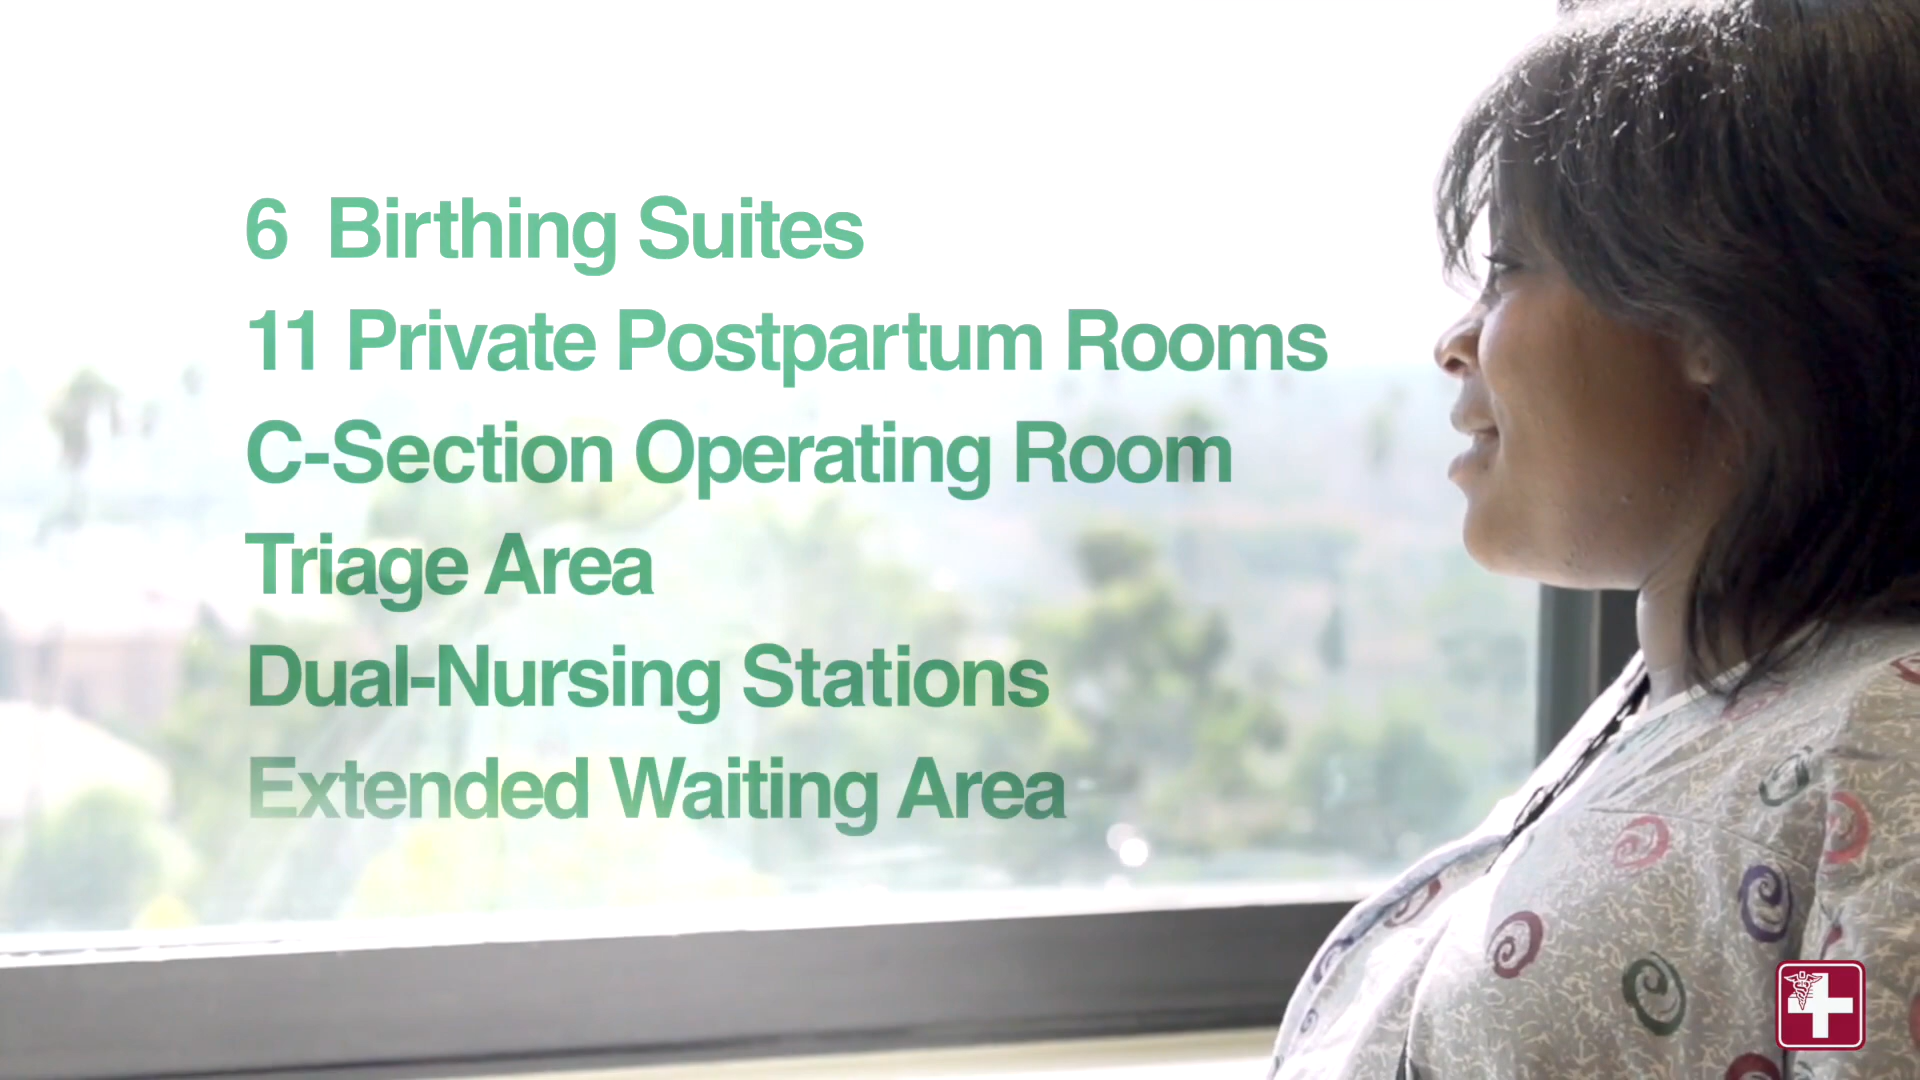 6 Birthing Suites
11 Private Postpartum Rooms
C-Section Operating Room
Triage Area
Dual-Nursing Stations
Extended Waiting Area